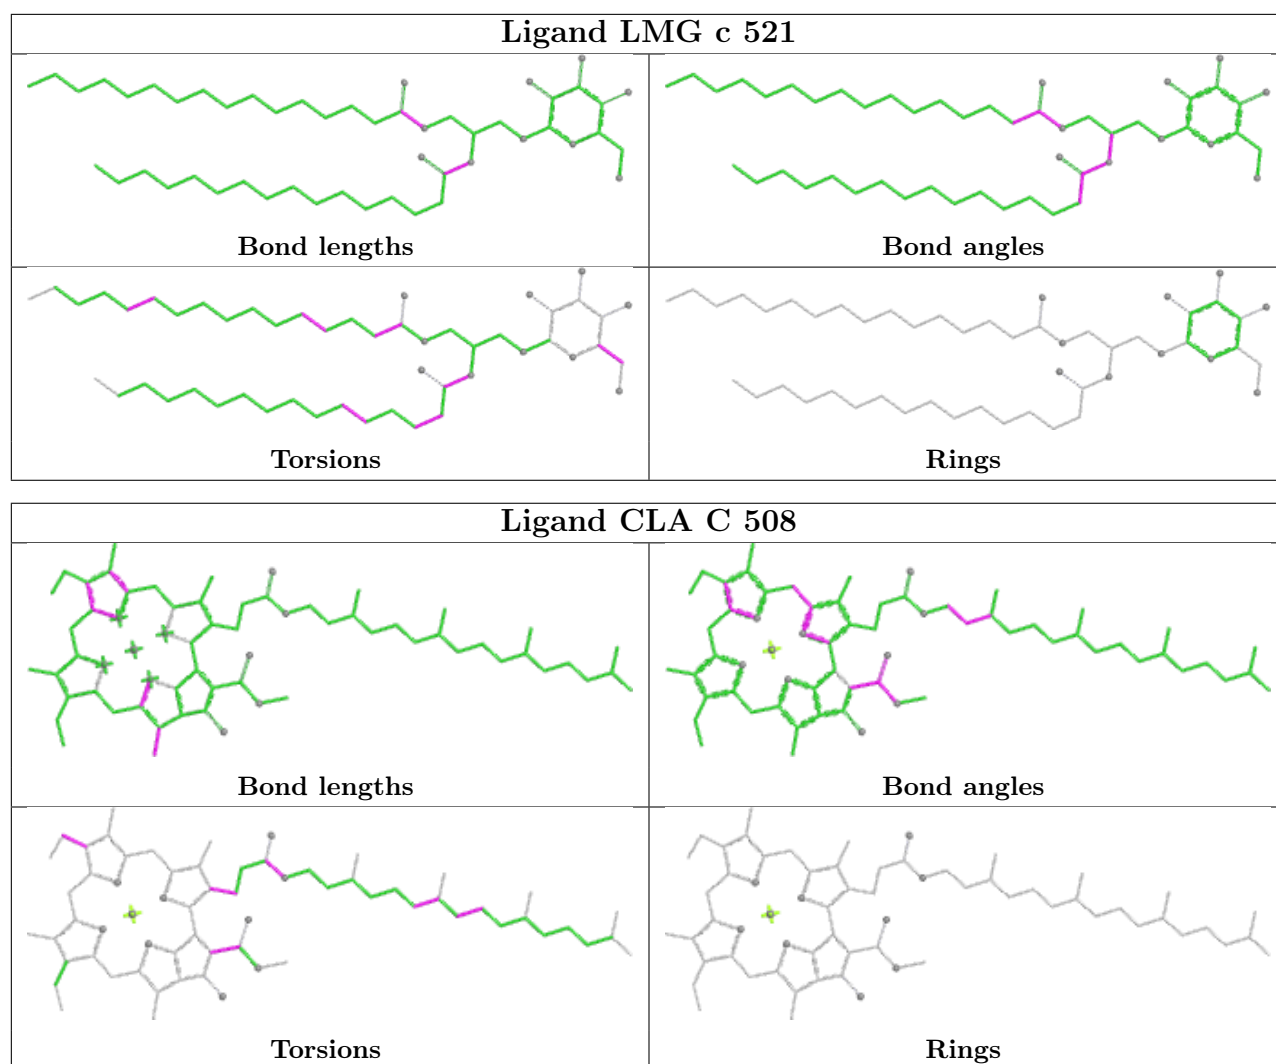 Ligand LMG c 521
Bond lengths
Bond angles
Torsions
Rings
Ligand CLA C 508
Bond lengths
Bond angles
Torsions
Rings